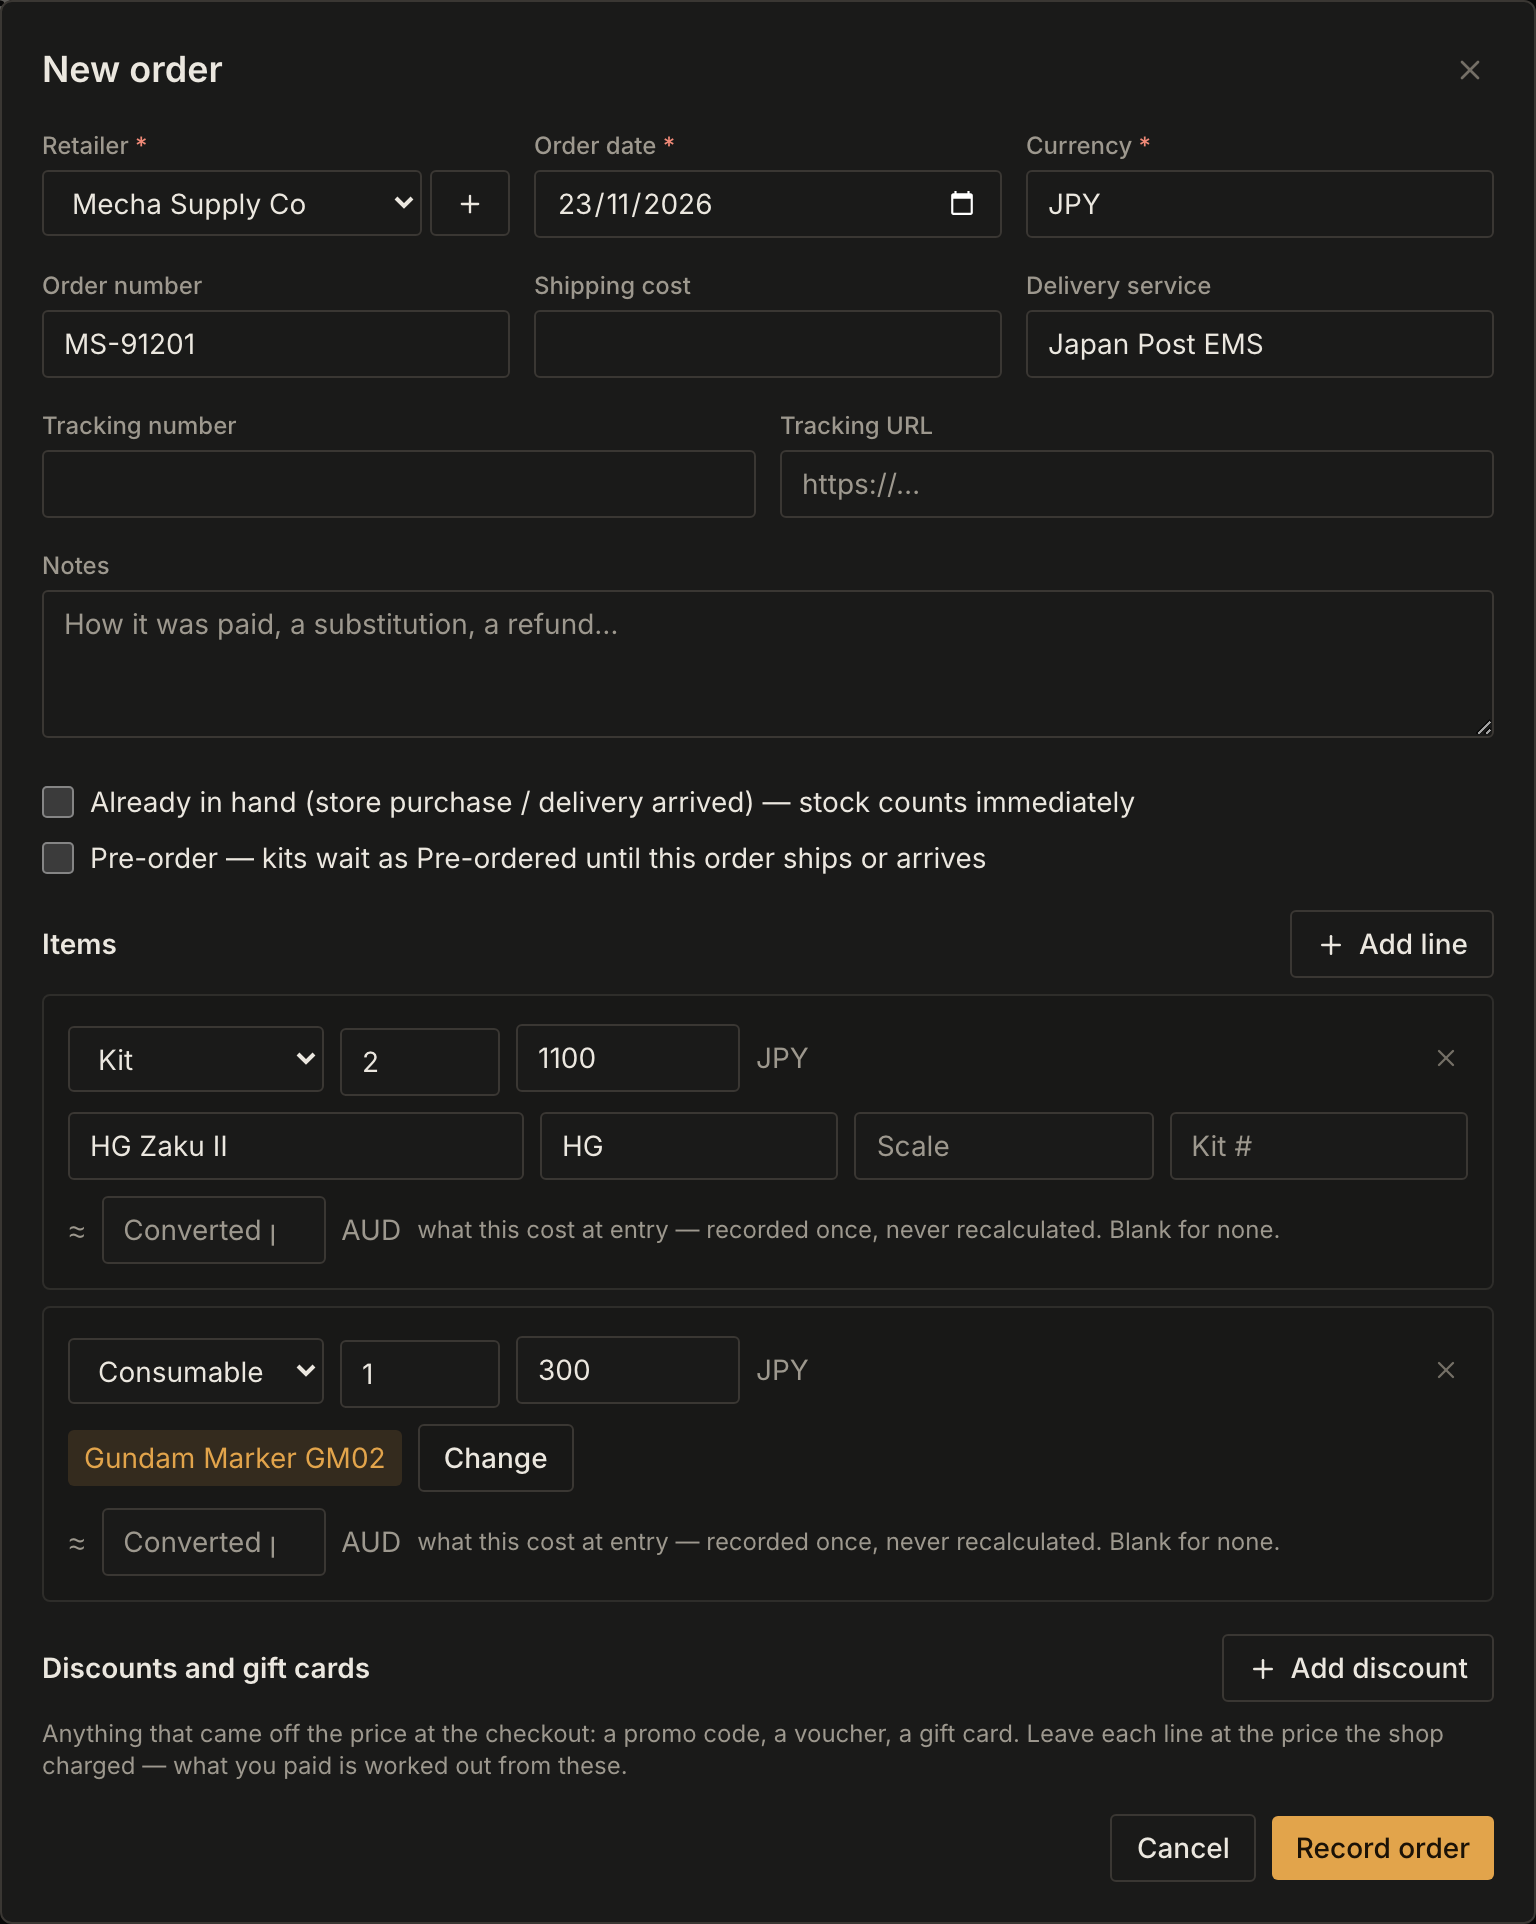 New order
Retailer *
Order date *
Currency *
Mecha Supply Co
+
23/11/2026
JPY
Order number
Shipping cost
Delivery service
MS-91201
Japan Post EMS
Tracking number
Tracking URL
https://...
Notes
How it was paid, a substitution, a refund...
Already in hand (store purchase / delivery arrived) — stock counts immediately
Pre-order — kits wait as Pre-ordered until this order ships or arrives
Items
+ Add line
Kit
2
1100
JPY
HG Zaku II
HG
Scale
Kit #
≈ Converted AUD what this cost at entry — recorded once, never recalculated. Blank for none.
Consumable
1
300
JPY
Gundam Marker GM02
Change
≈ Converted AUD what this cost at entry — recorded once, never recalculated. Blank for none.
Discounts and gift cards
+ Add discount
Anything that came off the price at the checkout: a promo code, a voucher, a gift card. Leave each line at the price the shop
charged — what you paid is worked out from these.
Cancel
Record order